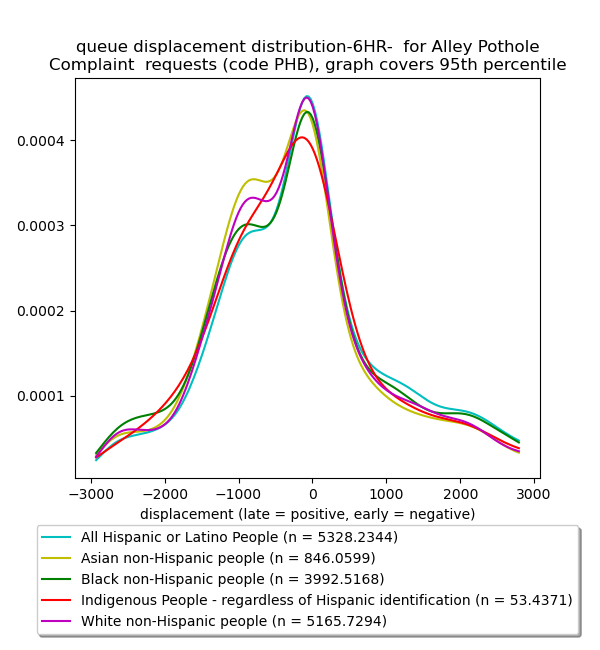 queue displacement distribution-6HR-  for Alley Pothole
Complaint  requests (code PHB), graph covers 95th percentile
0.0004
0.0003
0.0002
0.0001
−3000 −2000 −1000 0 1000 2000 3000
displacement (late = positive, early = negative)
All Hispanic or Latino People (n = 5328.2344)
Asian non-Hispanic people (n = 846.0599)
Black non-Hispanic people (n = 3992.5168)
Indigenous People - regardless of Hispanic identification (n = 53.4371)
White non-Hispanic people (n = 5165.7294)